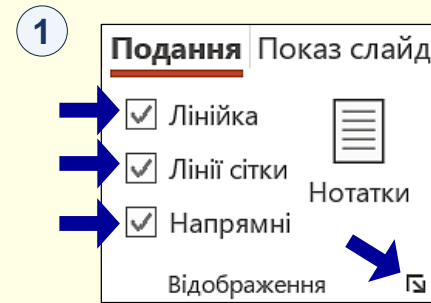 1
Подання Показ слайд
Лінійка
Лінії сітки
Напрямні
Нотатки
Відображення